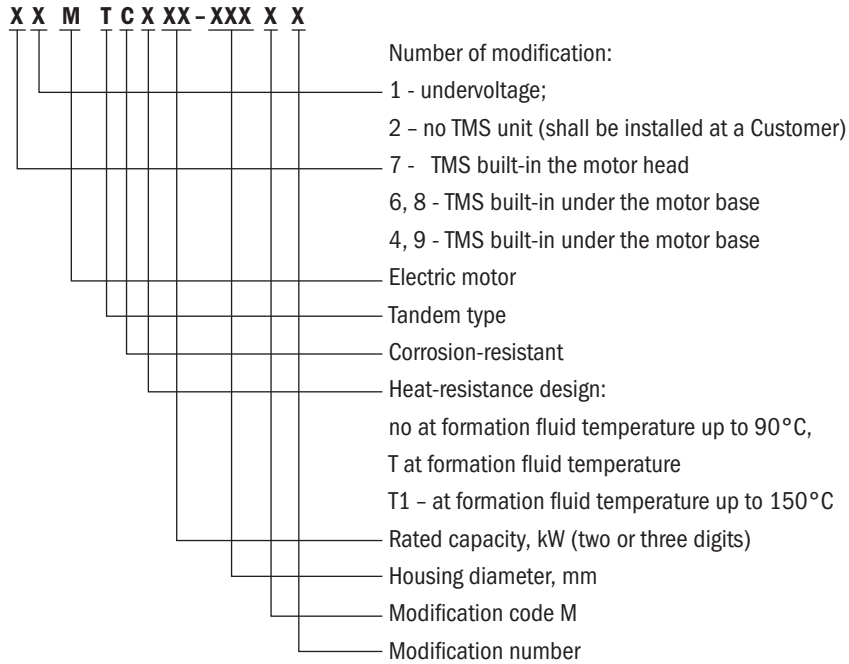 X X M T C X XX – XXX X X
Number of modification:
1 - undervoltage;
2 – no TMS unit (shall be installed at a Customer)
7 - TMS built-in the motor head
6, 8 - TMS built-in under the motor base
4, 9 - TMS built-in under the motor base
Electric motor
Tandem type
Corrosion-resistant
Heat-resistance design:
no at formation fluid temperature up to 90°C,
T at formation fluid temperature
T1 – at formation fluid temperature up to 150°C
Rated capacity, kW (two or three digits)
Housing diameter, mm
Modification code M
Modification number